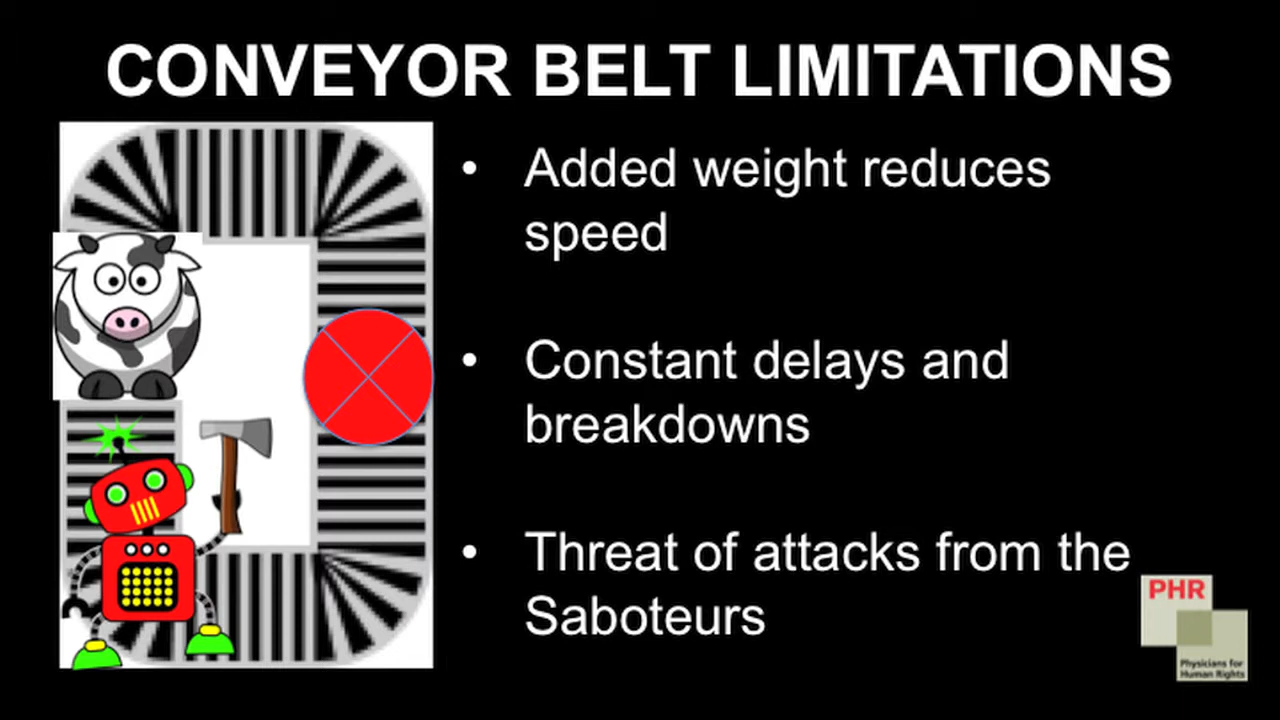 CONVEYOR BELT LIMITATIONS
• Added weight reduces
speed
• Constant delays and
breakdowns
• Threat of attacks from the
Saboteurs
PHR
Physicians for
Human Rights